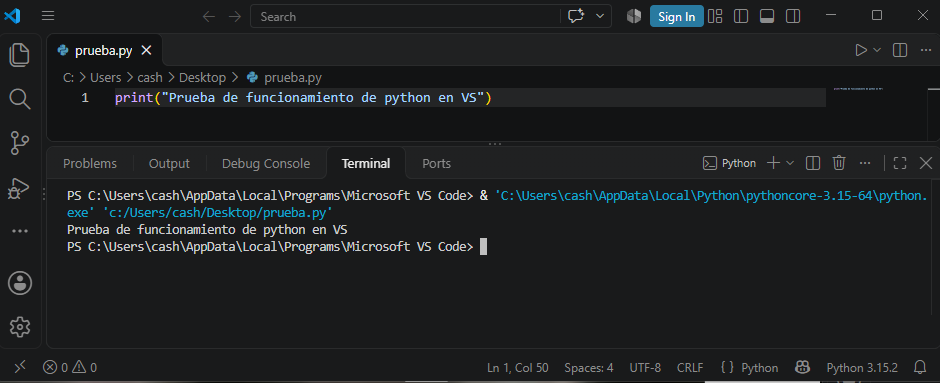 Search
Sign In
prueba.py
C: > Users > cash > Desktop > prueba.py
1 print("Prueba de funcionamiento de python en VS")
Problems Output Debug Console Terminal Ports
Python
PS C:\Users\cash\AppData\Local\Programs\Microsoft VS Code> & 'C:\Users\cash\AppData\Local\Python\pythoncore-3.15-64\python.
exe' 'c:/Users/cash/Desktop/prueba.py'
Prueba de funcionamiento de python en VS
PS C:\Users\cash\AppData\Local\Programs\Microsoft VS Code>
0 0 Ln 1, Col 50 Spaces: 4 UTF-8 CRLF {} Python Python 3.15.2